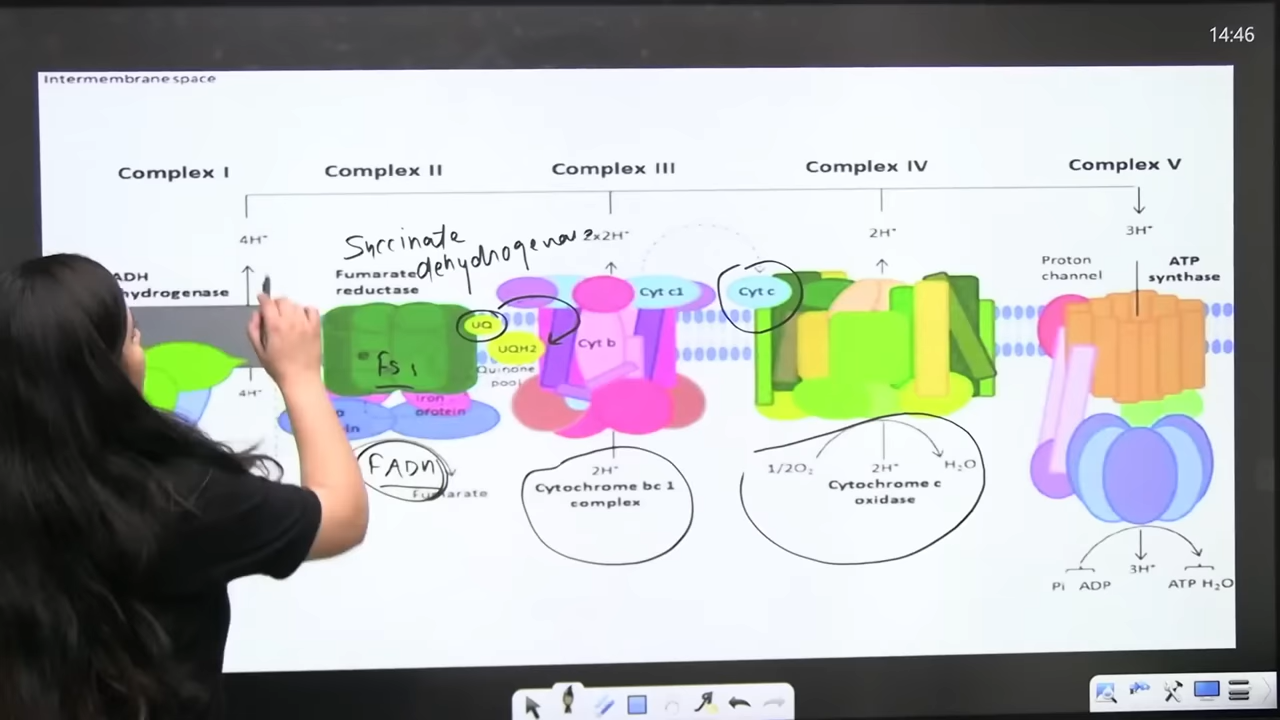 14:46
Intermembrane space
Complex I
Complex II
Complex III
Complex IV
Complex V
4H⁺
2x2H⁺
2H⁺
3H⁺
Succinate
dehydrogenase
ADH
hydrogenase
Fumarate
reductase
Proton
channel
ATP
synthase
UQ
UQH2
Quinone
pool
Cyt c1
Cyt b
Cyt c
FS
4H⁺
iron
protein
FADH
Fumarate
2H⁺
Cytochrome bc 1
complex
1/2O₂
2H⁺
H₂O
Cytochrome c
oxidase
3H⁺
Pi ADP
ATP H₂O